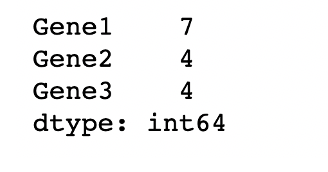 Gene1    7
Gene2    4
Gene3    4
dtype: int64